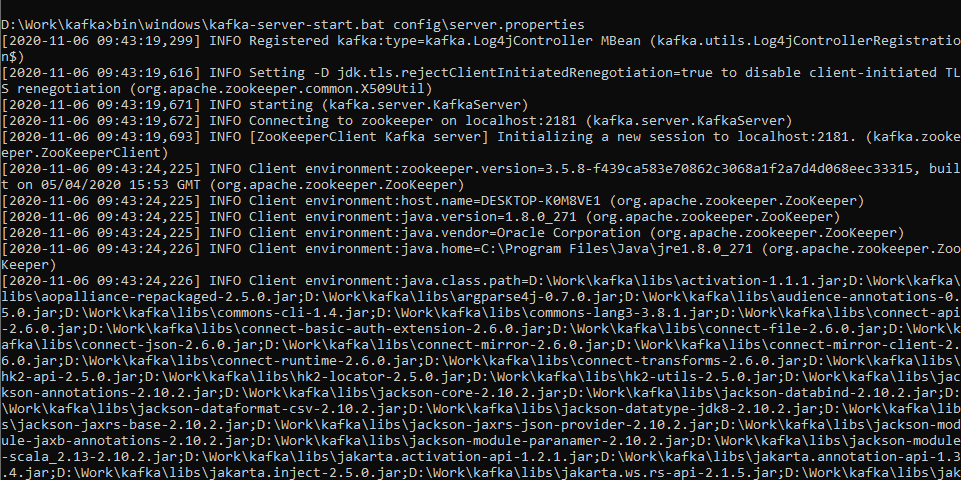 D:\Work\kafka>bin\windows\kafka-server-start.bat config\server.properties
[2020-11-06 09:43:19,299] INFO Registered kafka:type=kafka.Log4jController MBean (kafka.utils.Log4jControllerRegistratio
n$)
[2020-11-06 09:43:19,616] INFO Setting -D jdk.tls.rejectClientInitiatedRenegotiation=true to disable client-initiated TL
S renegotiation (org.apache.zookeeper.common.X509Util)
[2020-11-06 09:43:19,671] INFO starting (kafka.server.KafkaServer)
[2020-11-06 09:43:19,672] INFO Connecting to zookeeper on localhost:2181 (kafka.server.KafkaServer)
[2020-11-06 09:43:19,693] INFO [ZooKeeperClient Kafka server] Initializing a new session to localhost:2181. (kafka.zooke
eper.ZooKeeperClient)
[2020-11-06 09:43:24,225] INFO Client environment:zookeeper.version=3.5.8-f439ca583e70862c3068a1f2a7d4d068eec33315, buil
t on 05/04/2020 15:53 GMT (org.apache.zookeeper.ZooKeeper)
[2020-11-06 09:43:24,225] INFO Client environment:host.name=DESKTOP-K0M8VE1 (org.apache.zookeeper.ZooKeeper)
[2020-11-06 09:43:24,225] INFO Client environment:java.version=1.8.0_271 (org.apache.zookeeper.ZooKeeper)
[2020-11-06 09:43:24,225] INFO Client environment:java.vendor=Oracle Corporation (org.apache.zookeeper.ZooKeeper)
[2020-11-06 09:43:24,226] INFO Client environment:java.home=C:\Program Files\Java\jre1.8.0_271 (org.apache.zookeeper.Zoo
Keeper)
[2020-11-06 09:43:24,226] INFO Client environment:java.class.path=D:\Work\kafka\libs\activation-1.1.1.jar;D:\Work\kafka\
libs\aopalliance-repackaged-2.5.0.jar;D:\Work\kafka\libs\argparse4j-0.7.0.jar;D:\Work\kafka\libs\audience-annotations-0.
5.0.jar;D:\Work\kafka\libs\commons-cli-1.4.jar;D:\Work\kafka\libs\commons-lang3-3.8.1.jar;D:\Work\kafka\libs\connect-api
-2.6.0.jar;D:\Work\kafka\libs\connect-basic-auth-extension-2.6.0.jar;D:\Work\kafka\libs\connect-file-2.6.0.jar;D:\Work\k
afka\libs\connect-json-2.6.0.jar;D:\Work\kafka\libs\connect-mirror-2.6.0.jar;D:\Work\kafka\libs\connect-mirror-client-2.
6.0.jar;D:\Work\kafka\libs\connect-runtime-2.6.0.jar;D:\Work\kafka\libs\connect-transforms-2.6.0.jar;D:\Work\kafka\libs\
hk2-api-2.5.0.jar;D:\Work\kafka\libs\hk2-locator-2.5.0.jar;D:\Work\kafka\libs\hk2-utils-2.5.0.jar;D:\Work\kafka\libs\jac
kson-annotations-2.10.2.jar;D:\Work\kafka\libs\jackson-core-2.10.2.jar;D:\Work\kafka\libs\jackson-databind-2.10.2.jar;D:
\Work\kafka\libs\jackson-dataformat-csv-2.10.2.jar;D:\Work\kafka\libs\jackson-datatype-jdk8-2.10.2.jar;D:\Work\kafka\lib
s\jackson-jaxrs-base-2.10.2.jar;D:\Work\kafka\libs\jackson-jaxrs-json-provider-2.10.2.jar;D:\Work\kafka\libs\jackson-mod
ule-jaxb-annotations-2.10.2.jar;D:\Work\kafka\libs\jackson-module-paranamer-2.10.2.jar;D:\Work\kafka\libs\jackson-module
-scala_2.13-2.10.2.jar;D:\Work\kafka\libs\jakarta.activation-api-1.2.1.jar;D:\Work\kafka\libs\jakarta.annotation-api-1.3
.4.jar;D:\Work\kafka\libs\jakarta.inject-2.5.0.jar;D:\Work\kafka\libs\jakarta.ws.rs-api-2.1.5.jar;D:\Work\kafka\libs\jak